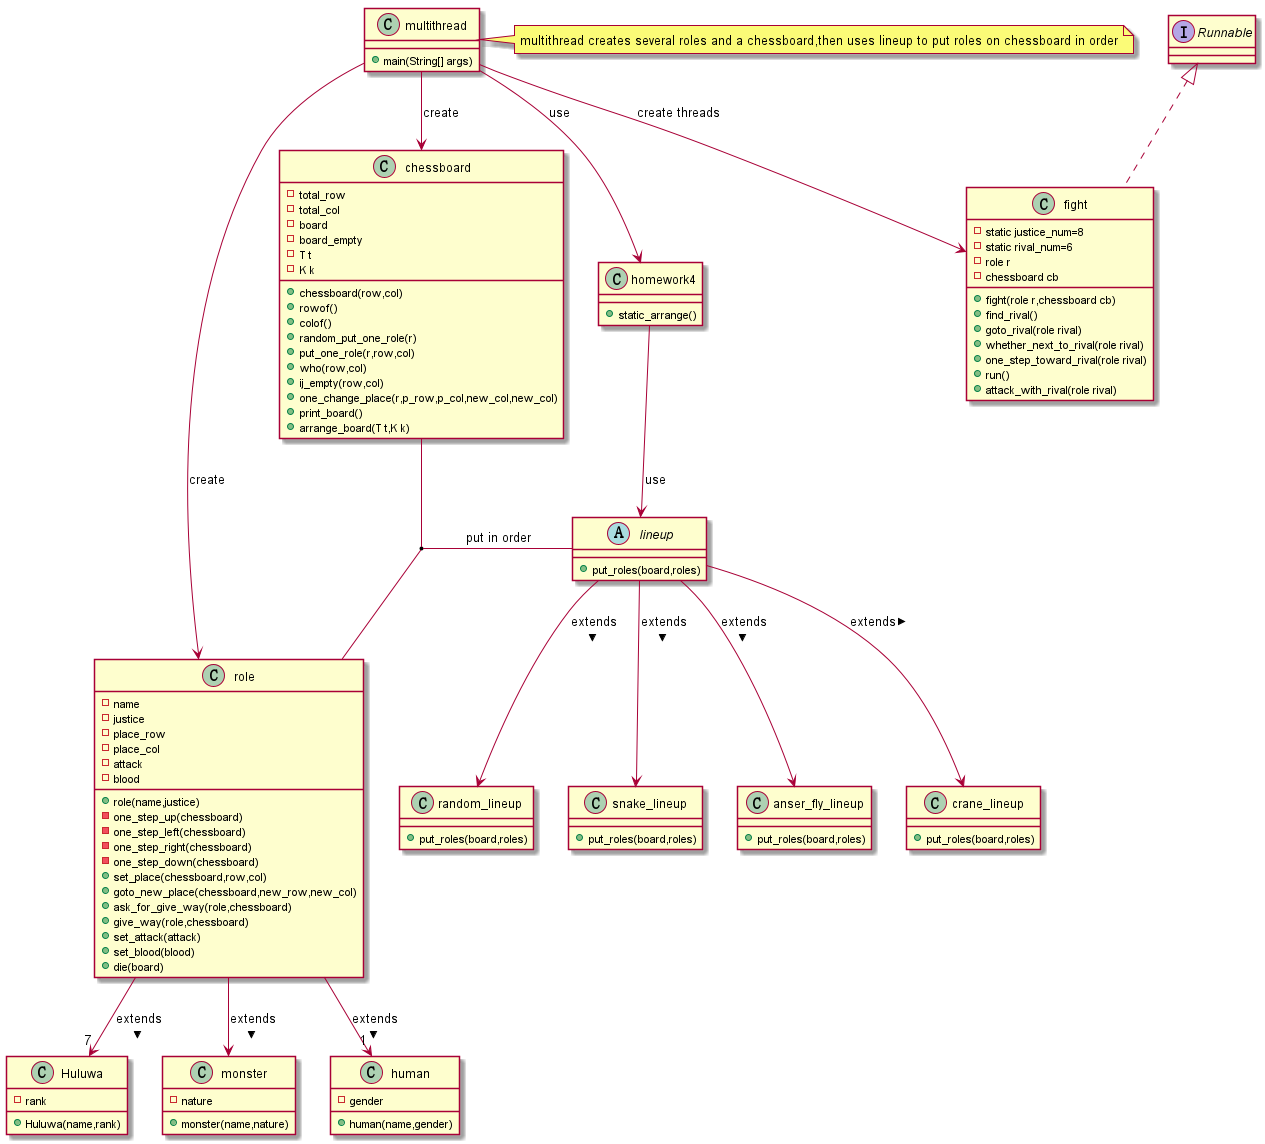 C multithread
main(String[] args)
multithread creates several roles and a chessboard,then uses lineup to put roles on chessboard in order
I Runnable
create
use
create threads
C chessboard
total_row
total_col
board
board_empty
T t
K k
chessboard(row,col)
rowof()
colof()
random_put_one_role(r)
put_one_role(r,row,col)
who(row,col)
ij_empty(row,col)
one_change_place(r,p_row,p_col,new_col,new_col)
print_board()
arrange_board(T t,K k)
C homework4
static_arrange()
C fight
static justice_num=8
static rival_num=6
role r
chessboard cb
fight(role r,chessboard cb)
find_rival()
goto_rival(role rival)
whether_next_to_rival(role rival)
one_step_toward_rival(role rival)
run()
attack_with_rival(role rival)
create
use
put in order
A lineup
put_roles(board,roles)
extends
extends
extends
extends
C role
name
justice
place_row
place_col
attack
blood
role(name,justice)
one_step_up(chessboard)
one_step_left(chessboard)
one_step_right(chessboard)
one_step_down(chessboard)
set_place(chessboard,row,col)
goto_new_place(chessboard,new_row,new_col)
ask_for_give_way(role,chessboard)
give_way(role,chessboard)
set_attack(attack)
set_blood(blood)
die(board)
C random_lineup
put_roles(board,roles)
C snake_lineup
put_roles(board,roles)
C anser_fly_lineup
put_roles(board,roles)
C crane_lineup
put_roles(board,roles)
extends
extends
extends
7
1
C Huluwa
rank
Huluwa(name,rank)
C monster
nature
monster(name,nature)
C human
gender
human(name,gender)